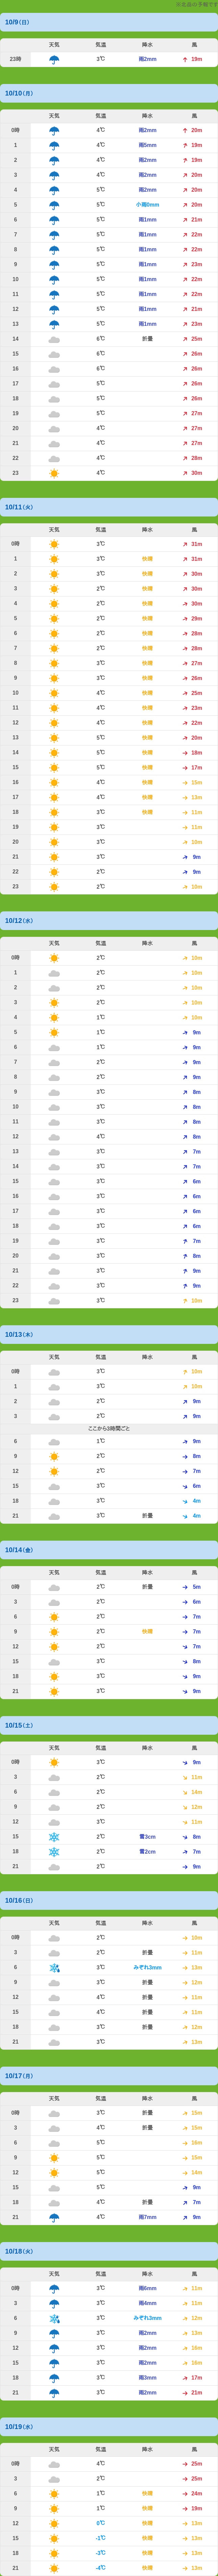 10/9(日)
天気 気温 降水 風
23時 3℃ 雨2mm 19m
10/10(月)
天気 気温 降水 風
0時 4℃ 雨2mm 20m
1 4℃ 雨5mm 19m
2 4℃ 雨2mm 19m
3 4℃ 雨2mm 20m
4 5℃ 雨2mm 20m
5 5℃ 小雨0mm 20m
6 5℃ 雨1mm 21m
7 5℃ 雨1mm 22m
8 5℃ 雨1mm 22m
9 5℃ 雨1mm 23m
10 5℃ 雨1mm 22m
11 5℃ 雨1mm 22m
12 5℃ 雨1mm 21m
13 5℃ 雨1mm 23m
14 6℃ 折畳 25m
15 6℃ 26m
16 6℃ 26m
17 5℃ 26m
18 5℃ 26m
19 5℃ 27m
20 4℃ 27m
21 4℃ 27m
22 4℃ 28m
23 4℃ 30m
10/11(火)
天気 気温 降水 風
0時 3℃ 31m
1 3℃ 快晴 31m
2 3℃ 快晴 30m
3 2℃ 快晴 30m
4 2℃ 快晴 30m
5 2℃ 快晴 29m
6 2℃ 快晴 28m
7 2℃ 快晴 28m
8 3℃ 快晴 27m
9 3℃ 快晴 26m
10 4℃ 快晴 25m
11 4℃ 快晴 23m
12 4℃ 快晴 22m
13 5℃ 快晴 20m
14 5℃ 快晴 18m
15 5℃ 快晴 17m
16 4℃ 快晴 15m
17 4℃ 快晴 13m
18 3℃ 快晴 11m
19 3℃ 11m
20 3℃ 10m
21 3℃ 9m
22 2℃ 9m
23 2℃ 10m
10/12(水)
天気 気温 降水 風
0時 2℃ 10m
1 2℃ 10m
2 2℃ 10m
3 2℃ 10m
4 1℃ 10m
5 1℃ 9m
6 1℃ 9m
7 2℃ 9m
8 2℃ 9m
9 3℃ 8m
10 3℃ 8m
11 3℃ 8m
12 4℃ 8m
13 3℃ 7m
14 3℃ 7m
15 3℃ 6m
16 3℃ 6m
17 3℃ 6m
18 3℃ 6m
19 3℃ 7m
20 3℃ 8m
21 3℃ 9m
22 3℃ 9m
23 3℃ 10m
10/13(木)
天気 気温 降水 風
0時 3℃ 10m
1 3℃ 10m
2 2℃ 9m
3 2℃ 9m
ここから3時間ごと
6 1℃ 9m
9 2℃ 8m
12 2℃ 7m
15 3℃ 6m
18 3℃ 4m
21 3℃ 折畳 4m
10/14(金)
天気 気温 降水 風
0時 2℃ 折畳 5m
3 2℃ 6m
6 2℃ 7m
9 2℃ 快晴 7m
12 2℃ 7m
15 3℃ 8m
18 3℃ 9m
21 3℃ 9m
10/15(土)
天気 気温 降水 風
0時 3℃ 9m
3 2℃ 11m
6 2℃ 14m
9 2℃ 12m
12 3℃ 11m
15 2℃ 雪3cm 8m
18 2℃ 雪2cm 7m
21 2℃ 9m
10/16(日)
天気 気温 降水 風
0時 2℃ 10m
3 2℃ 折畳 11m
6 3℃ みぞれ3mm 13m
9 3℃ 折畳 12m
12 4℃ 折畳 11m
15 4℃ 折畳 11m
18 3℃ 折畳 12m
21 3℃ 13m
10/17(月)
天気 気温 降水 風
0時 3℃ 折畳 15m
3 4℃ 折畳 15m
6 5℃ 16m
9 5℃ 15m
12 5℃ 14m
15 5℃ 9m
18 4℃ 折畳 7m
21 4℃ 雨7mm 9m
10/18(火)
天気 気温 降水 風
0時 3℃ 雨6mm 11m
3 3℃ 雨4mm 11m
6 3℃ みぞれ3mm 12m
9 3℃ 雨2mm 13m
12 3℃ 雨2mm 16m
15 3℃ 雨2mm 16m
18 3℃ 雨3mm 17m
21 3℃ 雨2mm 21m
10/19(水)
天気 気温 降水 風
0時 4℃ 25m
3 2℃ 25m
6 1℃ 快晴 24m
9 1℃ 快晴 19m
12 0℃ 快晴 13m
15 -1℃ 快晴 13m
18 -3℃ 快晴 12m
21 -4℃ 快晴 13m